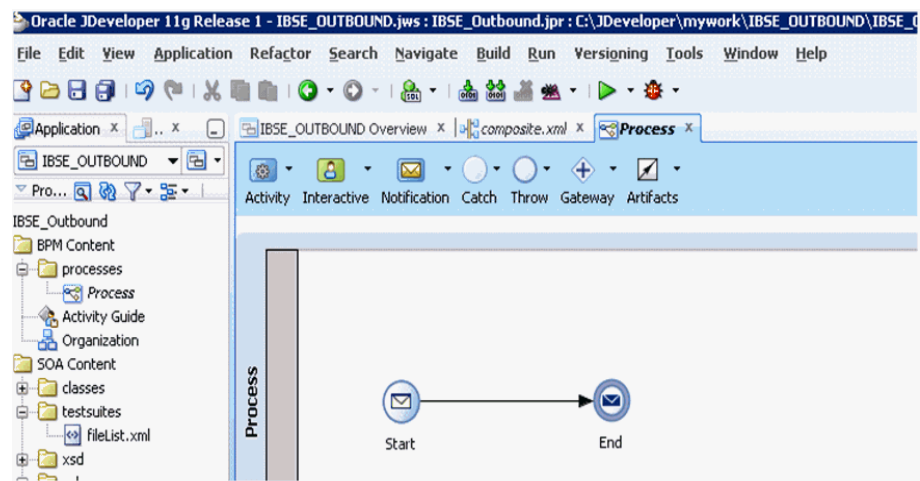 Oracle JDeveloper 11g Release 1 - IBSE_OUTBOUND.jws : IBSE_Outbound.jpr : C:\JDeveloper\mywork\IBSE_OUTBOUND\IBSE_
File Edit View Application Refactor Search Navigate Build Run Versioning Tools Window Help
Application x .. x
IBSE_OUTBOUND Overview x composite.xml x Process x
IBSE_OUTBOUND
Pro...
Activity Interactive Notification Catch Throw Gateway Artifacts
IBSE_Outbound
BPM Content
processes
Process
Activity Guide
Organization
SOA Content
classes
testsuites
fileList.xml
xsd
Process
Start
End